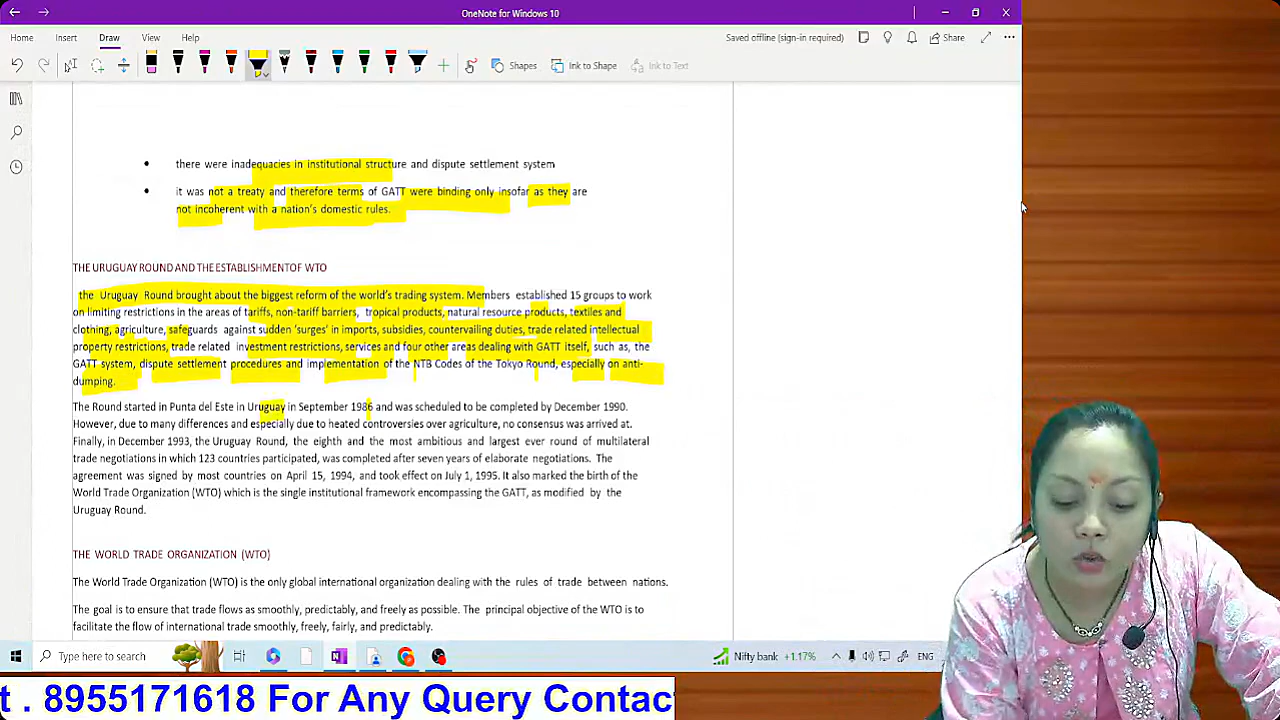 OneNote for Windows 10
Home Insert Draw View Help
Saved offline (sign-in required)
Share
Shapes
Ink to Shape
Ink to Text
• there were inadequacies in institutional structure and dispute settlement system
• it was not a treaty and therefore terms of GATT were binding only insofar as they are
not incoherent with a nation's domestic rules.
THE URUGUAY ROUND AND THE ESTABLISHMENTOF WTO
the Uruguay Round brought about the biggest reform of the world's trading system. Members established 15 groups to work
on limiting restrictions in the areas of tariffs, non-tariff barriers, tropical products, natural resource products, textiles and
clothing, agriculture, safeguards against sudden 'surges' in imports, subsidies, countervailing duties, trade related intellectual
property restrictions, trade related investment restrictions, services and four other areas dealing with GATT itself, such as, the
GATT system, dispute settlement procedures and implementation of the NTB Codes of the Tokyo Round, especially on anti-
dumping.
The Round started in Punta del Este in Uruguay in September 1986 and was scheduled to be completed by December 1990.
However, due to many differences and especially due to heated controversies over agriculture, no consensus was arrived at.
Finally, in December 1993, the Uruguay Round, the eighth and the most ambitious and largest ever round of multilateral
trade negotiations in which 123 countries participated, was completed after seven years of elaborate negotiations. The
agreement was signed by most countries on April 15, 1994, and took effect on July 1, 1995. It also marked the birth of the
World Trade Organization (WTO) which is the single institutional framework encompassing the GATT, as modified by the
Uruguay Round.
THE WORLD TRADE ORGANIZATION (WTO)
The World Trade Organization (WTO) is the only global international organization dealing with the rules of trade between nations.
The goal is to ensure that trade flows as smoothly, predictably, and freely as possible. The principal objective of the WTO is to
facilitate the flow of international trade smoothly, freely, fairly, and predictably.
Type here to search
Nifty bank +1.17%
ENG
t . 8955171618 For Any Query Contac